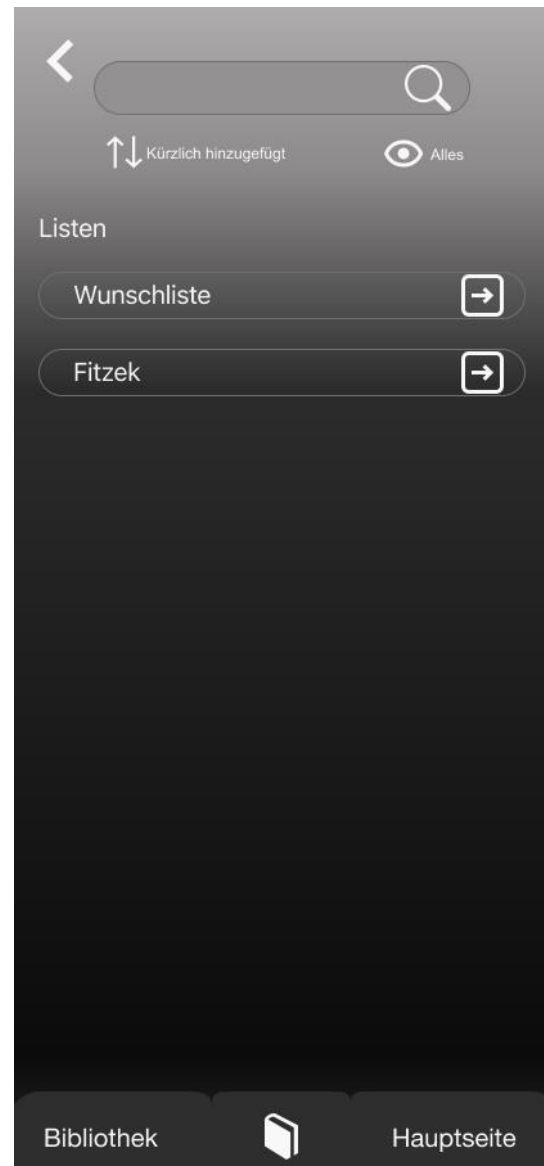 Kürzlich hinzugefügt Alles
Listen
Wunschliste
Fitzek
Bibliothek Hauptseite